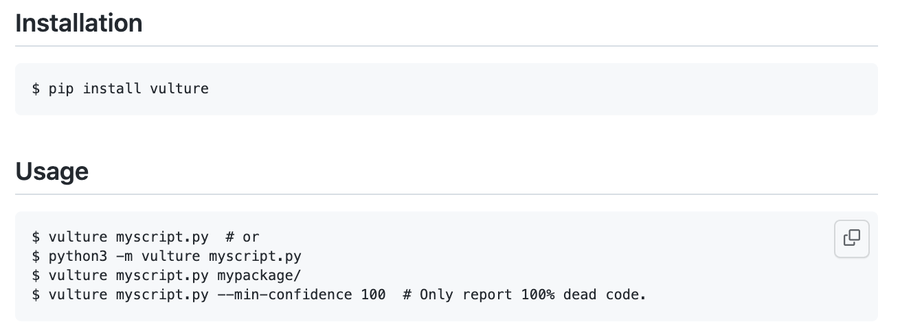 Installation
$ pip install vulture
Usage
$ vulture myscript.py  # or
$ python3 -m vulture myscript.py
$ vulture myscript.py mypackage/
$ vulture myscript.py --min-confidence 100  # Only report 100% dead code.